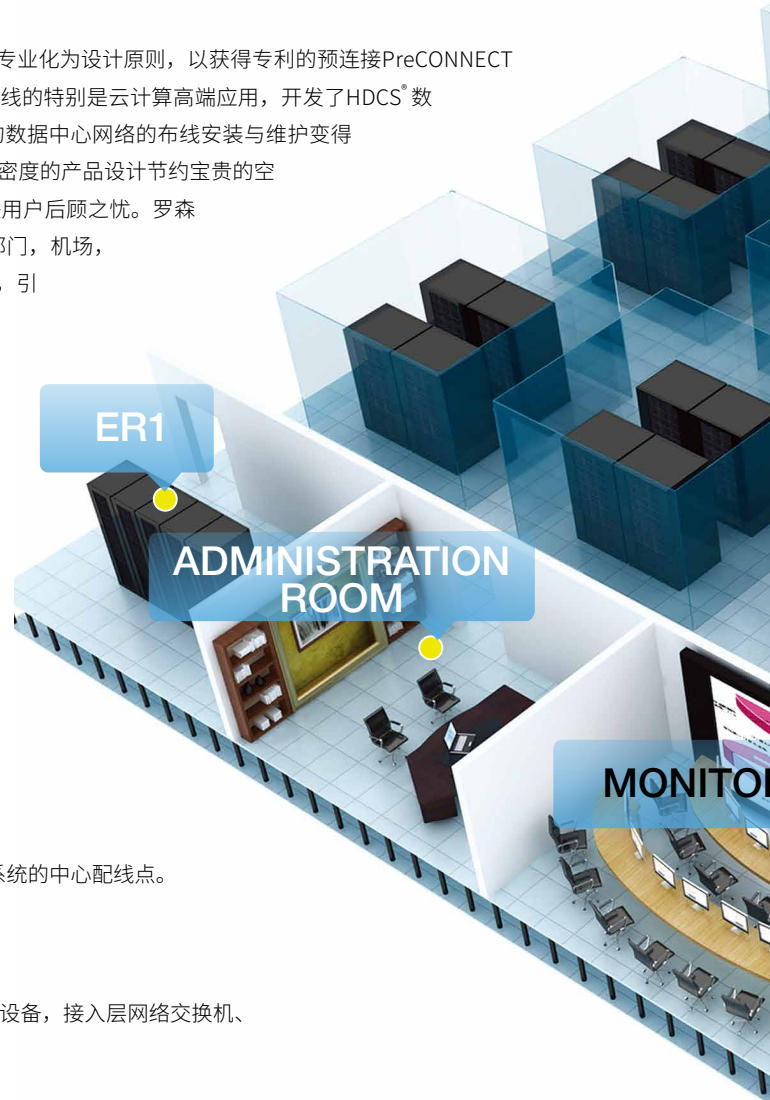 专业化为设计原则，以获得专利的预连接PreCONNECT
线的特别是云计算高端应用，开发了HDCS® 数
数据中心网络的布线安装与维护变得
密度的产品设计节约宝贵的空
用户后顾之忧。罗森
部门，机场，
，引
ER1
ADMINISTRATION
ROOM
MONITO
系统的中心配线点。
设备，接入层网络交换机、